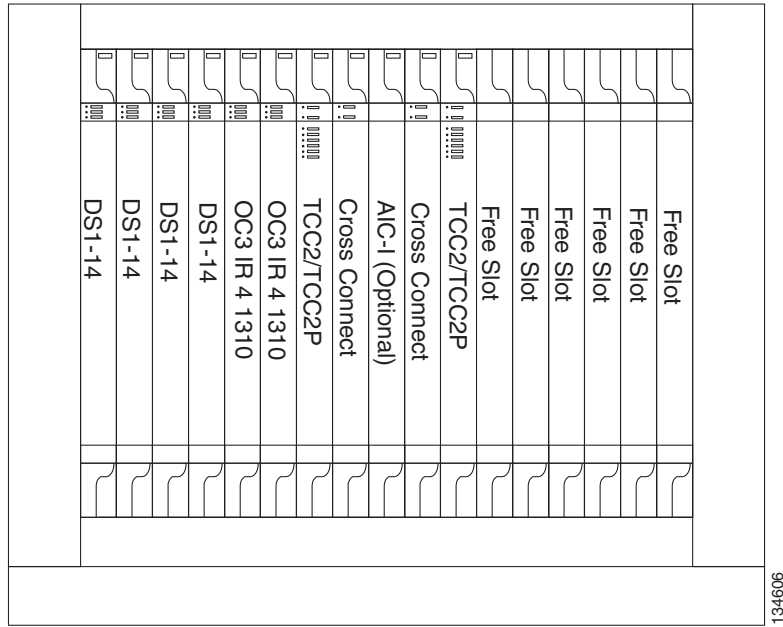 DS1-14
DS1-14
DS1-14
DS1-14
OC3 IR 4 1310
OC3 IR 4 1310
TCC2/TCC2P
Cross Connect
AIC-I (Optional)
Cross Connect
TCC2/TCC2P
Free Slot
Free Slot
Free Slot
Free Slot
Free Slot
Free Slot
134606